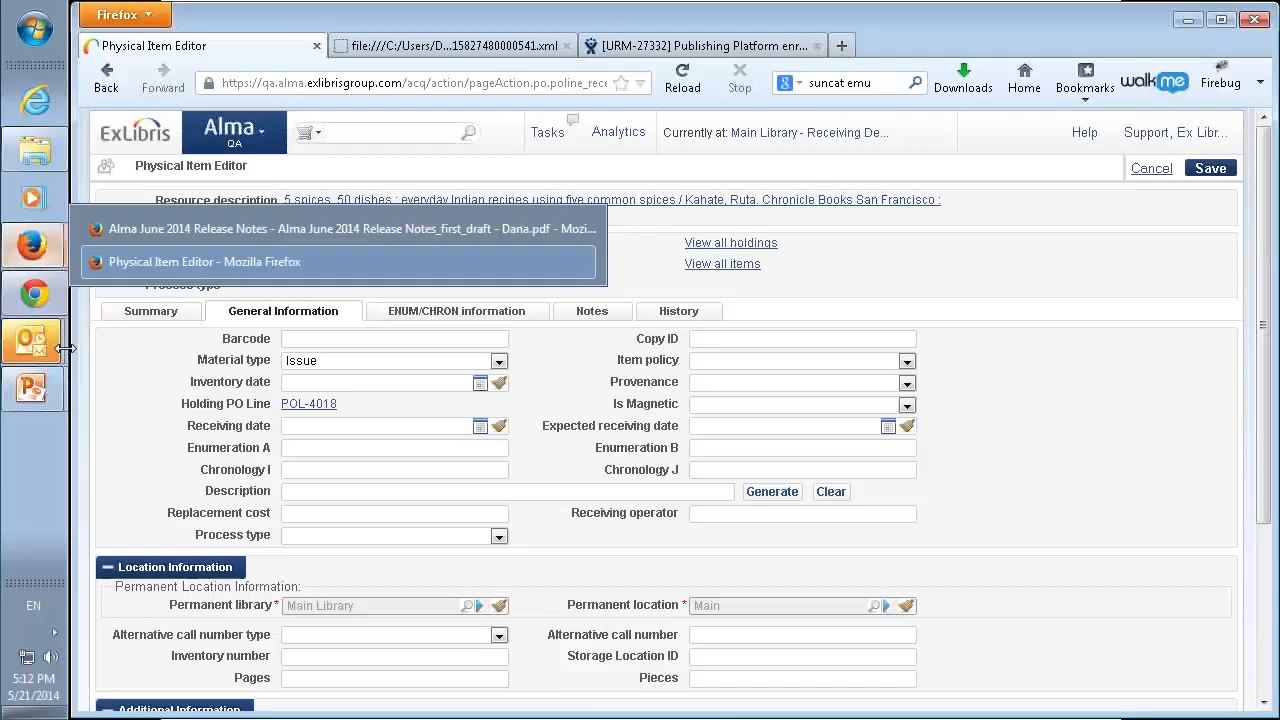 Firefox
Physical Item Editor
file:///C:/Users/D...15827480000541.xml
[URM-27332] Publishing Platform enr...
Back
Forward
https://qa.alma.exlibrisgroup.com/acq/action/pageAction.po.poline_rece
Reload
Stop
suncat emu
Downloads
Home
Bookmarks
walkme
Firebug
ExLibris
Alma
QA
Tasks
Analytics
Currently at: Main Library - Receiving De...
Help
Support, Ex Libr...
Physical Item Editor
Cancel
Save
Resource description
5 spices, 50 dishes : everyday Indian recipes using five common spices / Kahate, Ruta. Chronicle Books San Francisco :
Alma June 2014 Release Notes - Alma June 2014 Release Notes_first_draft - Dana.pdf - Mozi...
Physical Item Editor - Mozilla Firefox
View all holdings
View all items
Process type
Summary
General Information
ENUM/CHRON information
Notes
History
Barcode
Copy ID
Material type Issue
Item policy
Inventory date
Provenance
Holding PO Line POL-4018
Is Magnetic
Receiving date
Expected receiving date
Enumeration A
Enumeration B
Chronology I
Chronology J
Description
Generate
Clear
Replacement cost
Receiving operator
Process type
Location Information
Permanent Location Information:
Permanent library * Main Library
Permanent location * Main
Alternative call number type
Alternative call number
Inventory number
Storage Location ID
Pages
Pieces
Additional Information
EN
5:12 PM
5/21/2014